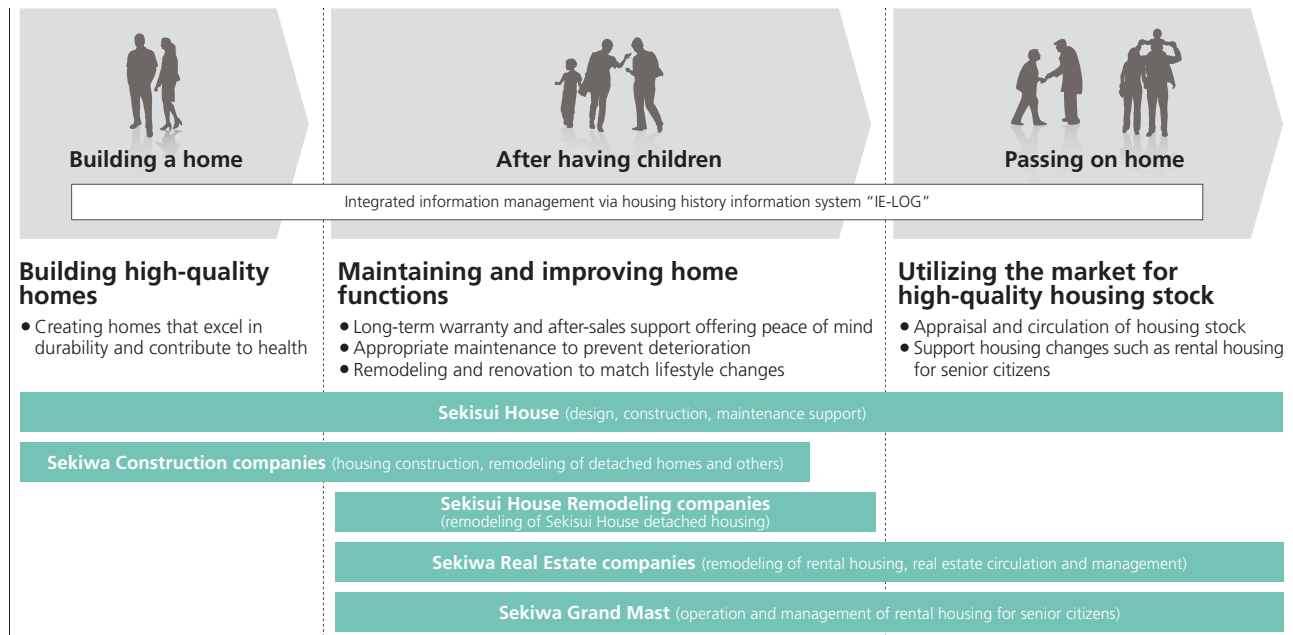 Building a home
After having children
Passing on home
Integrated information management via housing history information system “IE-LOG”
Building high-quality
homes
● Creating homes that excel in
durability and contribute to health
Maintaining and improving home
functions
● Long-term warranty and after-sales support offering peace of mind
● Appropriate maintenance to prevent deterioration
● Remodeling and renovation to match lifestyle changes
Utilizing the market for
high-quality housing stock
● Appraisal and circulation of housing stock
● Support housing changes such as rental housing
for senior citizens
Sekisui House (design, construction, maintenance support)
Sekiwa Construction companies (housing construction, remodeling of detached homes and others)
Sekisui House Remodeling companies
(remodeling of Sekisui House detached housing)
Sekiwa Real Estate companies (remodeling of rental housing, real estate circulation and management)
Sekiwa Grand Mast (operation and management of rental housing for senior citizens)